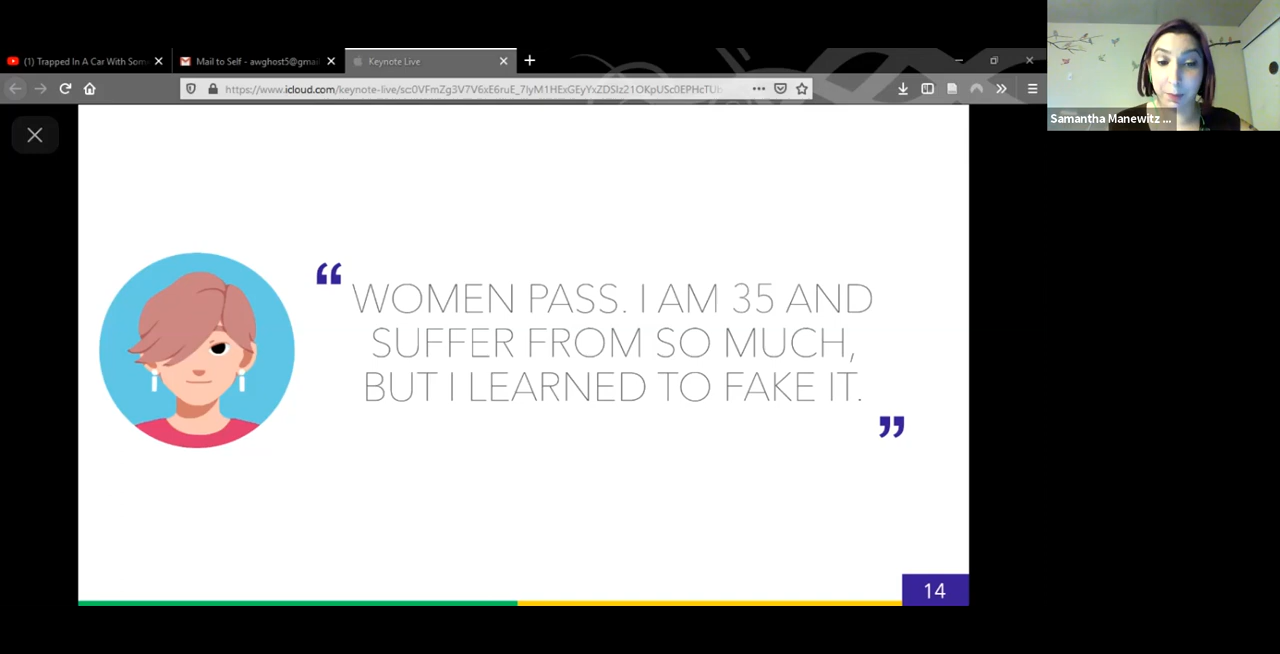 (1) Trapped In A Car With Som
Mail to Self - awghost5@gmail
Keynote Live
https://www.icloud.com/keynote-live/
Samantha Manewitz ...
“
WOMEN PASS. I AM 35 AND
SUFFER FROM SO MUCH,
BUT I LEARNED TO FAKE IT.
”
14